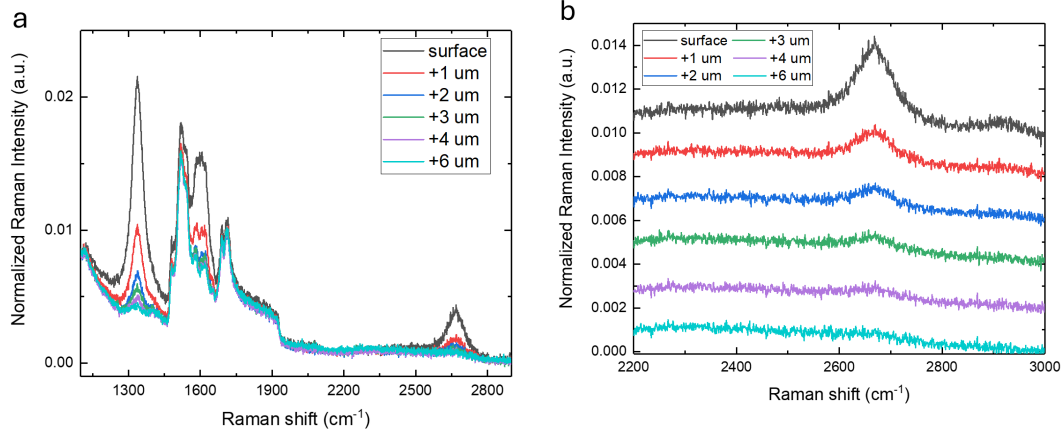 a
Normalized Raman Intensity (a.u.)
0.02
0.01
0.00
surface
+1 um
+2 um
+3 um
+4 um
+6 um
1300 1600 1900 2200 2500 2800
Raman shift (cm-1)
b
Normalized Raman Intensity (a.u.)
0.014
0.012
0.010
0.008
0.006
0.004
0.002
0.000
surface +3 um
+1 um +4 um
+2 um +6 um
2200 2400 2600 2800 3000
Raman shift (cm-1)